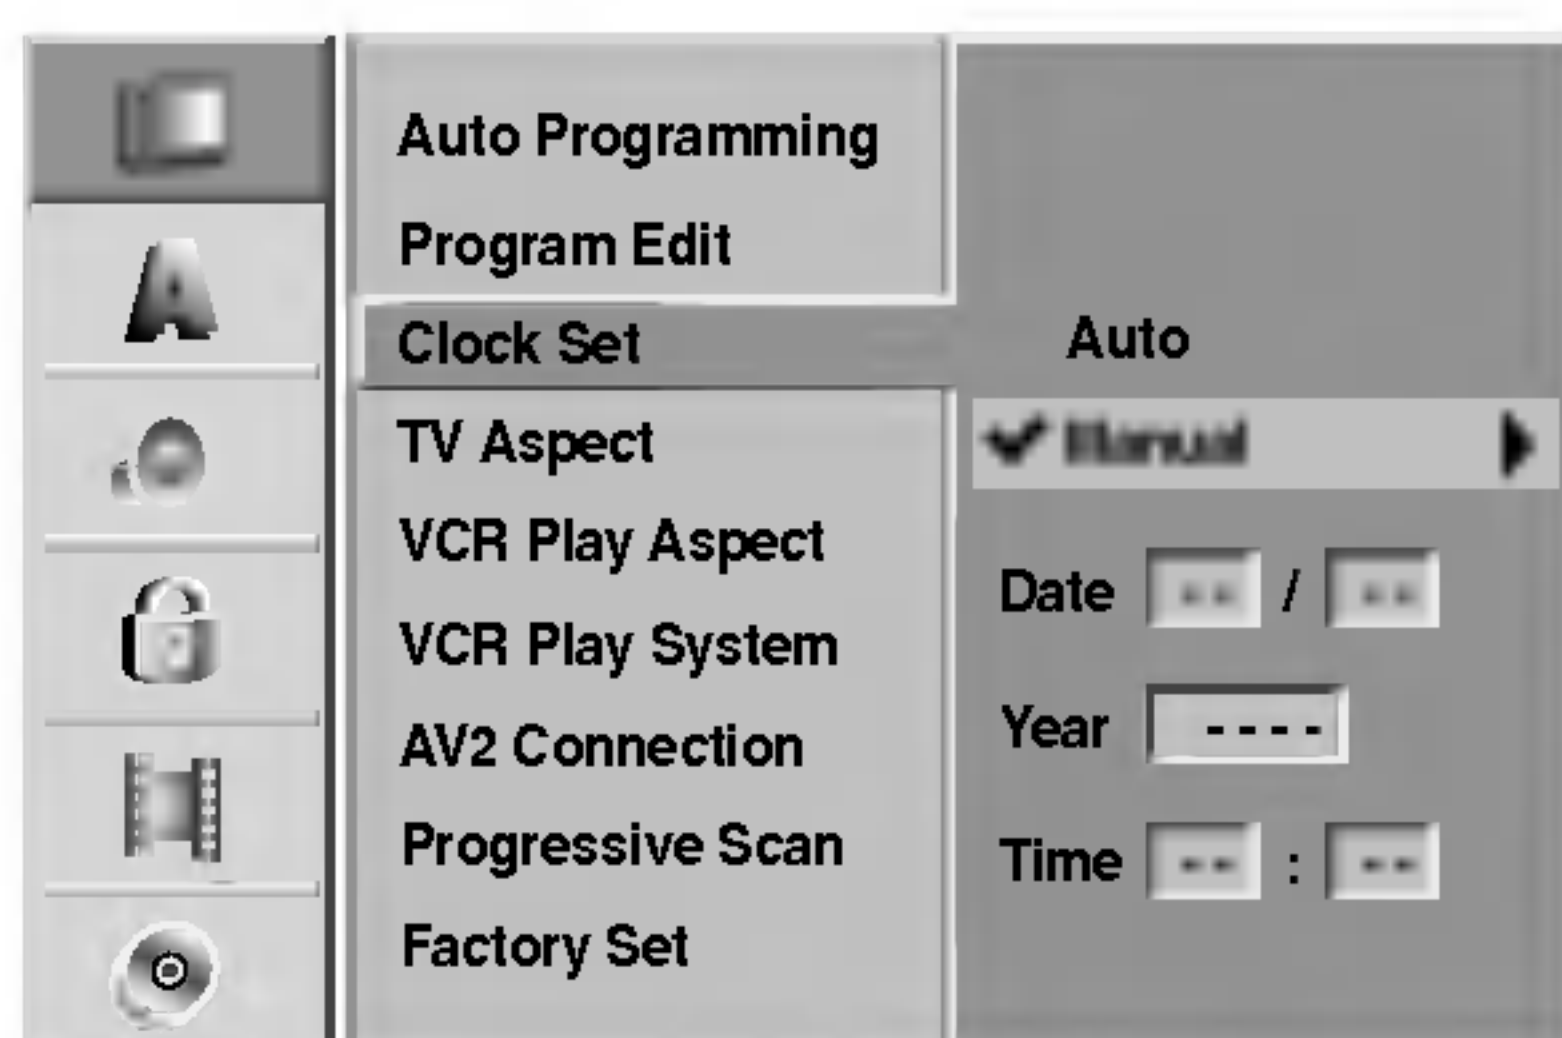 Auto Programming
Program Edit
Clock Set
TV Aspect
VCR Play Aspect
VCR Play System
AV2 Connection
Progressive Scan
Factory Set
Auto
✔ Manual ▶
Date -- / --
Year ----
Time -- : --